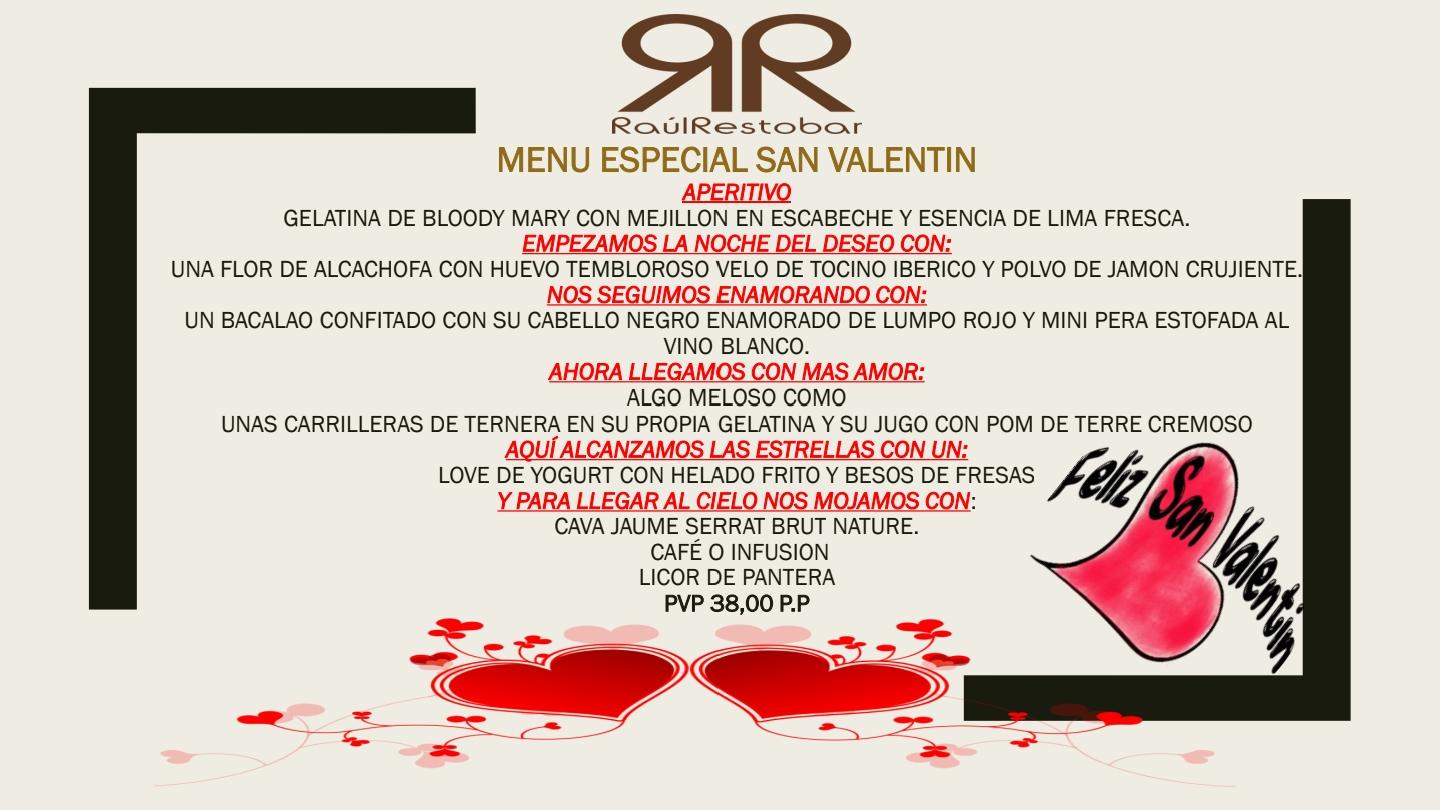 RR
RaúlRestobar
MENU ESPECIAL SAN VALENTIN
APERITIVO
GELATINA DE BLOODY MARY CON MEJILLON EN ESCABECHE Y ESENCIA DE LIMA FRESCA.
EMPEZAMOS LA NOCHE DEL DESEO CON:
UNA FLOR DE ALCACHOFA CON HUEVO TEMBLOROSO VELO DE TOCINO IBERICO Y POLVO DE JAMON CRUJIENTE.
NOS SEGUIMOS ENAMORANDO CON:
UN BACALAO CONFITADO CON SU CABELLO NEGRO ENAMORADO DE LUMPO ROJO Y MINI PERA ESTOFADA AL
VINO BLANCO.
AHORA LLEGAMOS CON MAS AMOR:
ALGO MELOSO COMO
UNAS CARRILLERAS DE TERNERA EN SU PROPIA GELATINA Y SU JUGO CON POM DE TERRE CREMOSO
AQUÍ ALCANZAMOS LAS ESTRELLAS CON UN:
LOVE DE YOGURT CON HELADO FRITO Y BESOS DE FRESAS
Y PARA LLEGAR AL CIELO NOS MOJAMOS CON:
CAVA JAUME SERRAT BRUT NATURE.
CAFÉ O INFUSION
LICOR DE PANTERA
PVP 38,00 P.P
Feliz San Valentin